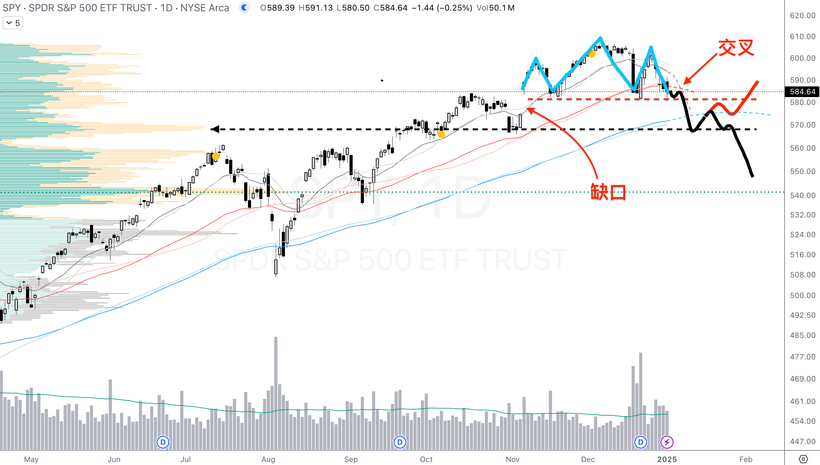 SPY · SPDR S&P 500 ETF TRUST · 1D · NYSE Arca O589.39 H591.13 L580.50 C584.64 −1.44 (−0.25%) Vol50.1M
5
620.00
610.00
交叉
600.00
590.00
584.64
580.00
570.00
560.00
550.00
缺口
540.00
SPY, 1D
532.00
524.00
SPDR S&P 500 ETF TRUST
516.00
508.00
500.00
492.50
485.00
477.00
469.00
461.00
454.00
D
D
D
447.00
May Jun Jul Aug Sep Oct Nov Dec 2025 Feb